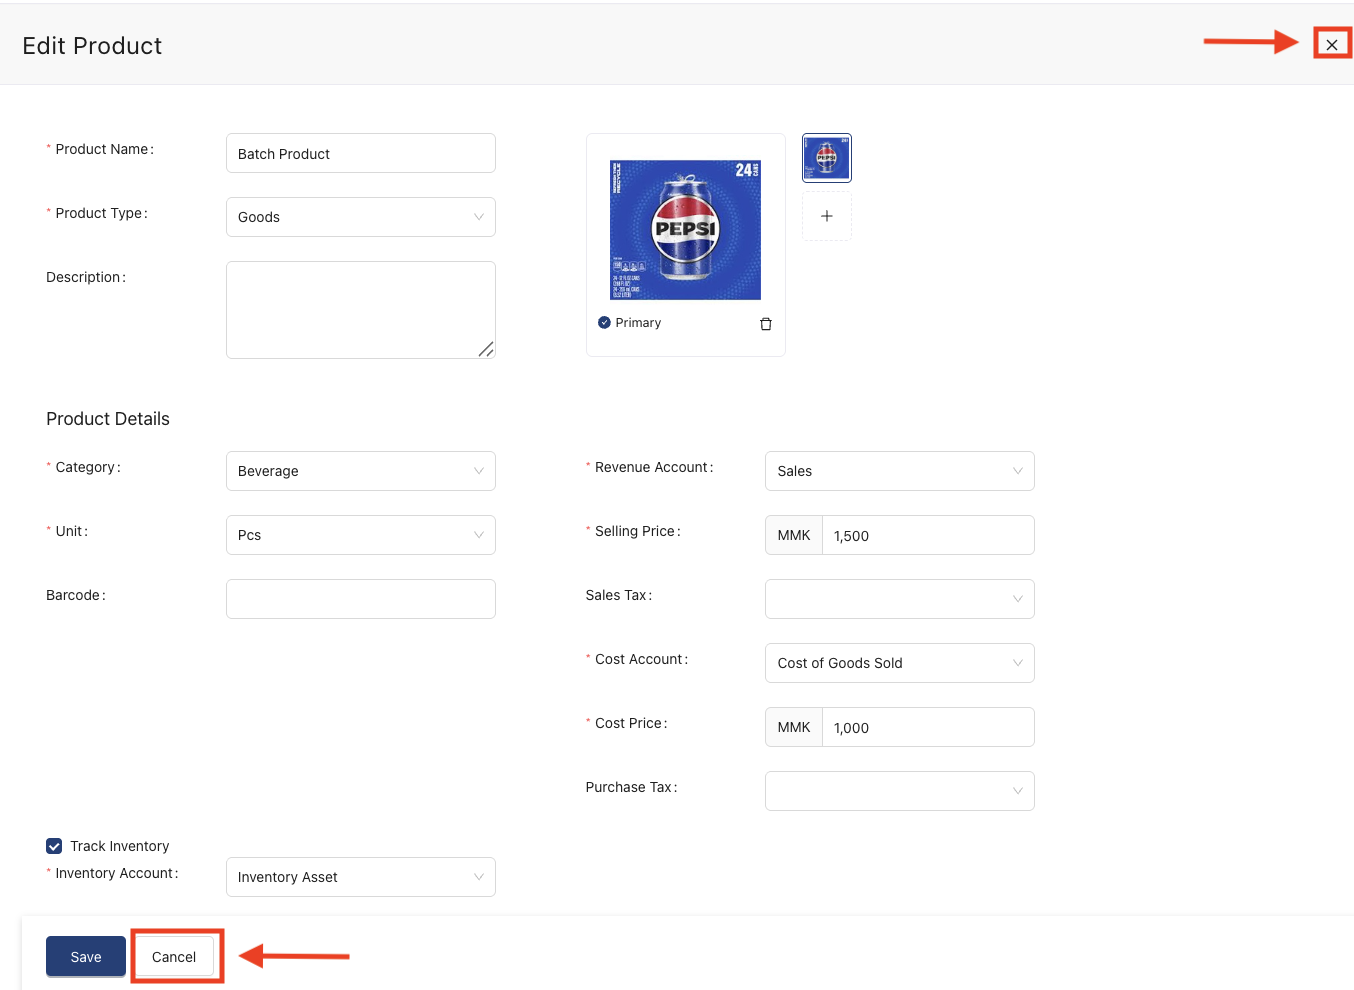 Edit Product
* Product Name:
Batch Product
* Product Type:
Goods
Description:
24 CANS
PEPSI
Primary
PEPSI
Product Details
* Category:
Beverage
* Unit:
Pcs
Barcode:
* Revenue Account:
Sales
* Selling Price:
MMK 1,500
Sales Tax:
* Cost Account:
Cost of Goods Sold
* Cost Price:
MMK 1,000
Purchase Tax:
Track Inventory
* Inventory Account:
Inventory Asset
Save Cancel